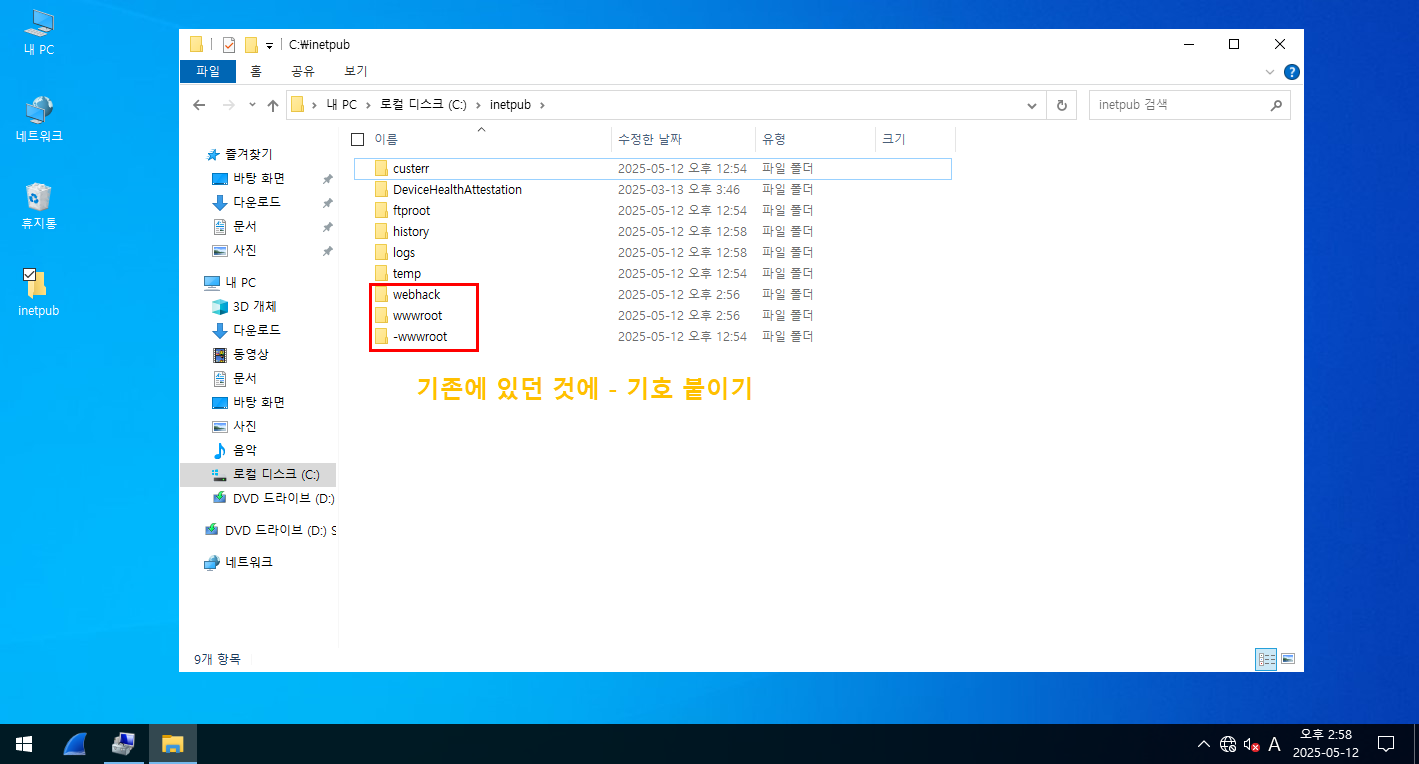 내 PC
네트워크
휴지통
inetpub
C:₩inetpub
파일 홈 공유 보기
내 PC 로컬 디스크 (C:) inetpub
inetpub 검색
이름 수정한 날짜 유형 크기
custerr 2025-05-12 오후 12:54 파일 폴더
DeviceHealthAttestation 2025-03-13 오후 3:46 파일 폴더
ftproot 2025-05-12 오후 12:54 파일 폴더
history 2025-05-12 오후 12:58 파일 폴더
logs 2025-05-12 오후 12:58 파일 폴더
temp 2025-05-12 오후 12:54 파일 폴더
webhack 2025-05-12 오후 2:56 파일 폴더
wwwroot 2025-05-12 오후 2:56 파일 폴더
-wwwroot 2025-05-12 오후 12:54 파일 폴더
기존에 있던 것에 - 기호 붙이기
즐겨찾기
바탕 화면
다운로드
문서
사진
내 PC
3D 개체
다운로드
동영상
문서
바탕 화면
사진
음악
로컬 디스크 (C:)
DVD 드라이브 (D:)
DVD 드라이브 (D:) S
네트워크
9개 항목
A
오후 2:58
2025-05-12